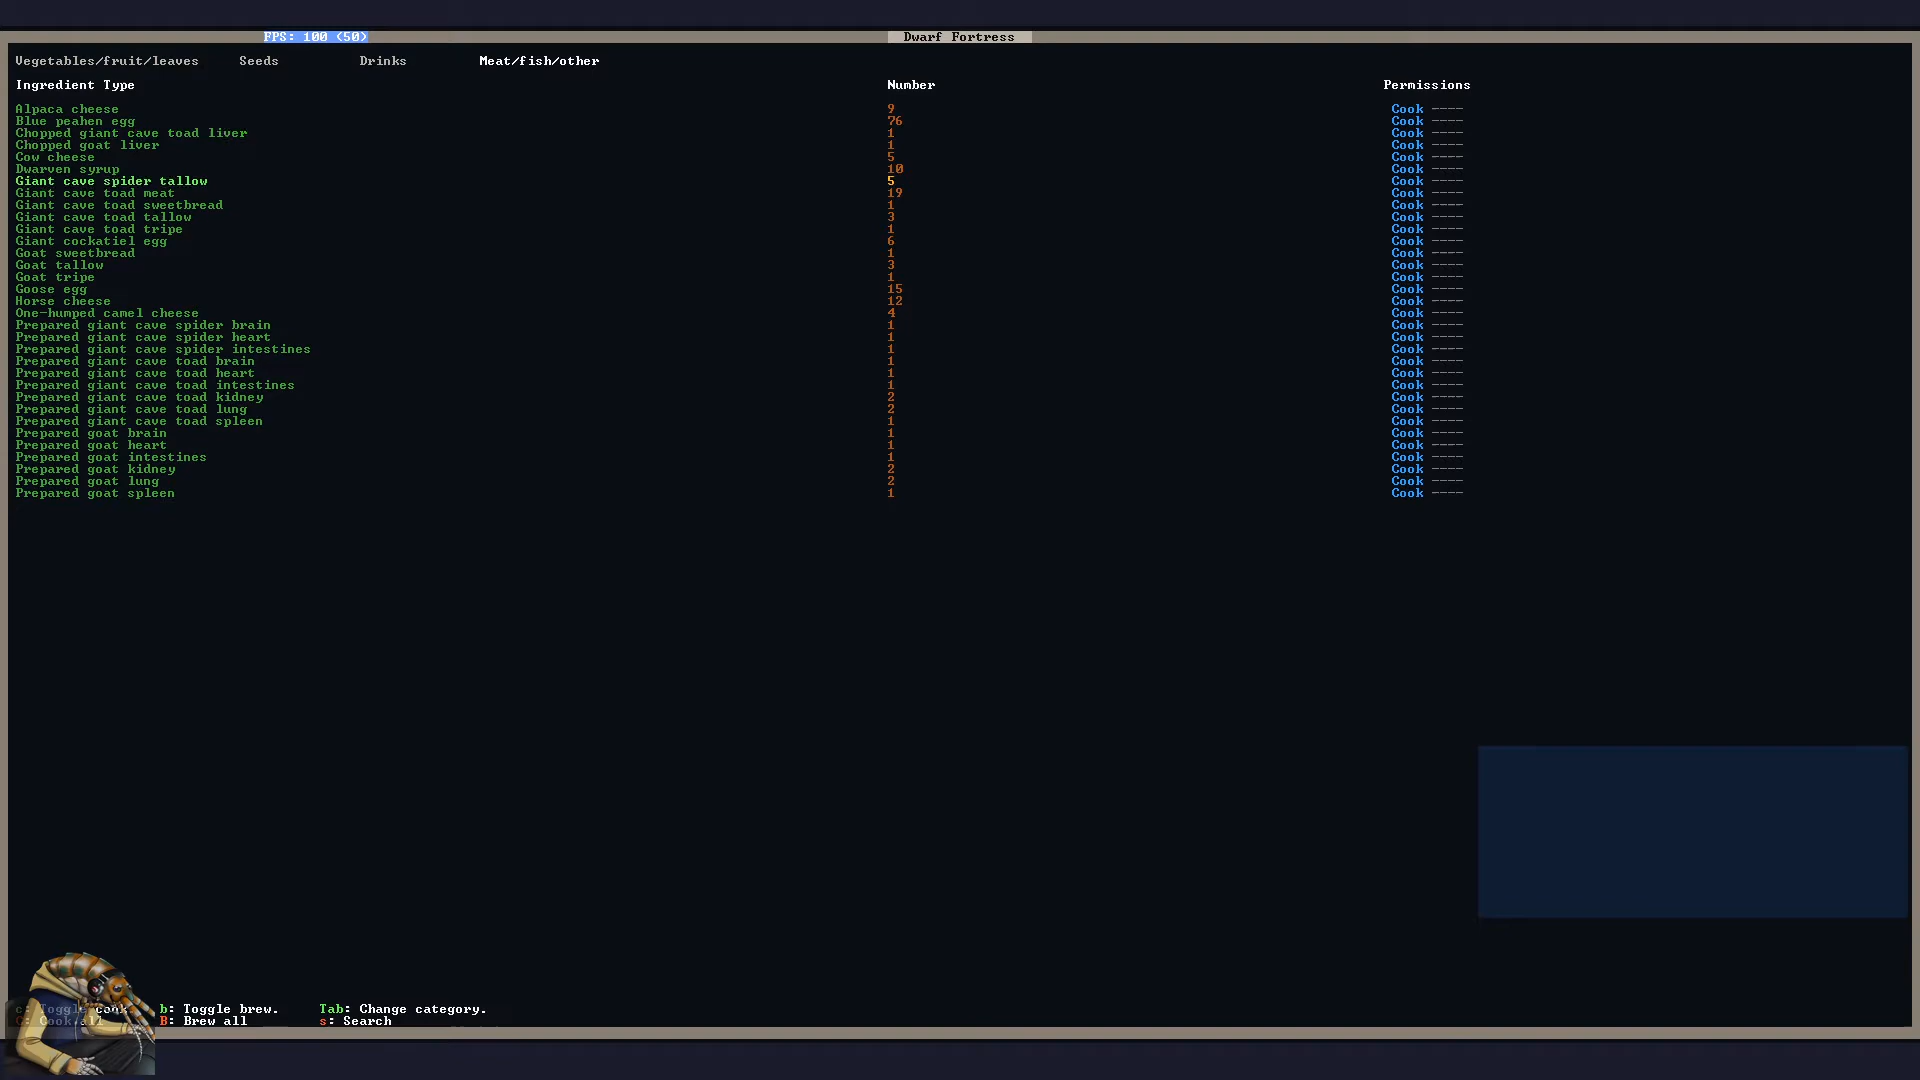 FPS: 100 (50) Dwarf Fortress
Vegetables/fruit/leaves Seeds Drinks Meat/fish/other
Ingredient Type Number Permissions
Alpaca cheese 9 Cook ----
Blue peahen egg 76 Cook ----
Chopped giant cave toad liver 1 Cook ----
Chopped goat liver 1 Cook ----
Cow cheese 5 Cook ----
Dwarven syrup 10 Cook ----
Giant cave spider tallow 5 Cook ----
Giant cave toad meat 19 Cook ----
Giant cave toad sweetbread 1 Cook ----
Giant cave toad tallow 3 Cook ----
Giant cave toad tripe 1 Cook ----
Giant cockatiel egg 6 Cook ----
Goat sweetbread 1 Cook ----
Goat tallow 3 Cook ----
Goat tripe 1 Cook ----
Goose egg 15 Cook ----
Horse cheese 12 Cook ----
One-humped camel cheese 4 Cook ----
Prepared giant cave spider brain 1 Cook ----
Prepared giant cave spider heart 1 Cook ----
Prepared giant cave spider intestines 1 Cook ----
Prepared giant cave toad brain 1 Cook ----
Prepared giant cave toad heart 1 Cook ----
Prepared giant cave toad intestines 1 Cook ----
Prepared giant cave toad kidney 2 Cook ----
Prepared giant cave toad lung 2 Cook ----
Prepared giant cave toad spleen 1 Cook ----
Prepared goat brain 1 Cook ----
Prepared goat heart 1 Cook ----
Prepared goat intestines 1 Cook ----
Prepared goat kidney 2 Cook ----
Prepared goat lung 2 Cook ----
Prepared goat spleen 1 Cook ----
c: Toggle cook. b: Toggle brew. Tab: Change category.
C: Cook all B: Brew all s: Search